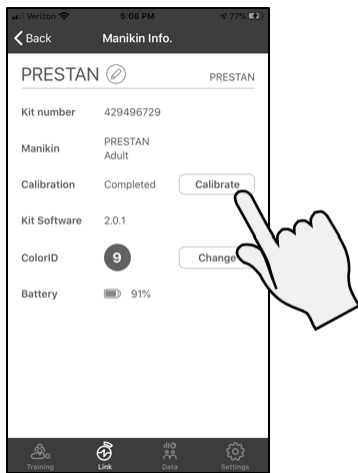 Verizon 5:08 PM 77%
Back Manikin Info.
PRESTAN PRESTAN
Kit number 429496729
Manikin PRESTAN
Adult
Calibration Completed Calibrate
Kit Software 2.0.1
ColorID 9 Change
Battery 91%
Training Link Data Settings